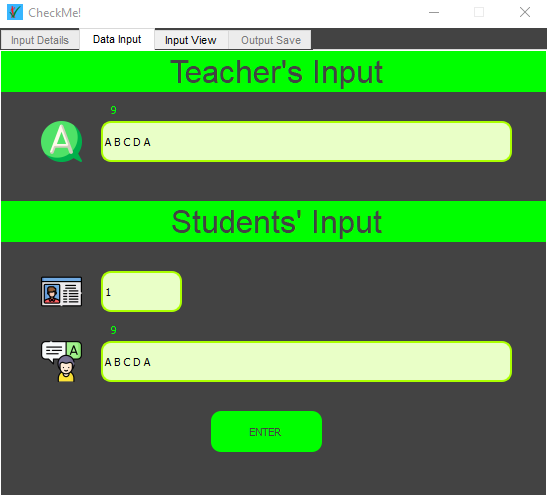 CheckMe!
Input Details Data Input Input View Output Save
Teacher's Input
9
A
A B C D A
Students' Input
1
9
A
A B C D A
ENTER